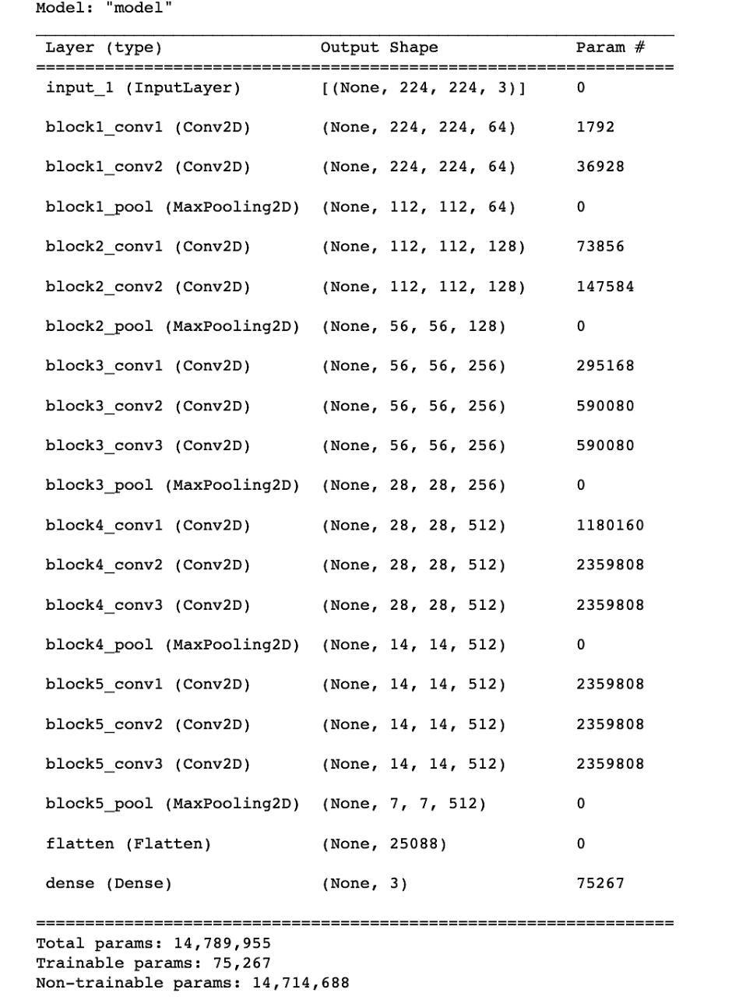 Model: "model"
Layer (type) Output Shape Param #
input_1 (InputLayer) [(None, 224, 224, 3)] 0
block1_conv1 (Conv2D) (None, 224, 224, 64) 1792
block1_conv2 (Conv2D) (None, 224, 224, 64) 36928
block1_pool (MaxPooling2D) (None, 112, 112, 64) 0
block2_conv1 (Conv2D) (None, 112, 112, 128) 73856
block2_conv2 (Conv2D) (None, 112, 112, 128) 147584
block2_pool (MaxPooling2D) (None, 56, 56, 128) 0
block3_conv1 (Conv2D) (None, 56, 56, 256) 295168
block3_conv2 (Conv2D) (None, 56, 56, 256) 590080
block3_conv3 (Conv2D) (None, 56, 56, 256) 590080
block3_pool (MaxPooling2D) (None, 28, 28, 256) 0
block4_conv1 (Conv2D) (None, 28, 28, 512) 1180160
block4_conv2 (Conv2D) (None, 28, 28, 512) 2359808
block4_conv3 (Conv2D) (None, 28, 28, 512) 2359808
block4_pool (MaxPooling2D) (None, 14, 14, 512) 0
block5_conv1 (Conv2D) (None, 14, 14, 512) 2359808
block5_conv2 (Conv2D) (None, 14, 14, 512) 2359808
block5_conv3 (Conv2D) (None, 14, 14, 512) 2359808
block5_pool (MaxPooling2D) (None, 7, 7, 512) 0
flatten (Flatten) (None, 25088) 0
dense (Dense) (None, 3) 75267
Total params: 14,789,955
Trainable params: 75,267
Non-trainable params: 14,714,688